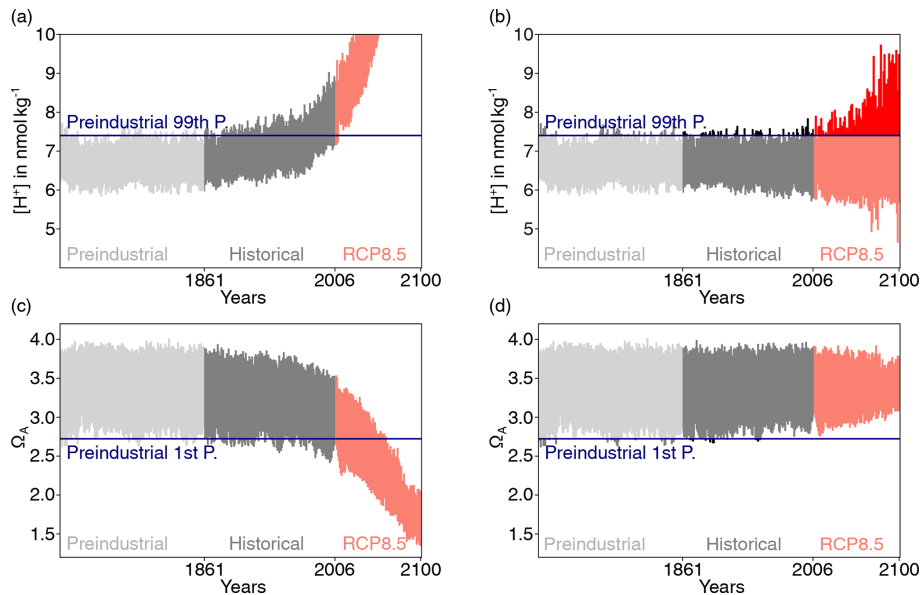 (a)
(b)
10
9
8
7
6
5
[H⁺] in nmol kg⁻¹
Preindustrial 99th P.
Preindustrial
Historical
RCP8.5
1861
2006
2100
Years
10
9
8
7
6
5
[H⁺] in nmol kg⁻¹
Preindustrial 99th P.
Preindustrial
Historical
RCP8.5
1861
2006
2100
Years
(c)
(d)
4.0
3.5
3.0
2.5
2.0
1.5
Ω_A
Preindustrial 1st P.
Preindustrial
Historical
RCP8.5
1861
2006
2100
Years
4.0
3.5
3.0
2.5
2.0
1.5
Ω_A
Preindustrial 1st P.
Preindustrial
Historical
RCP8.5
1861
2006
2100
Years